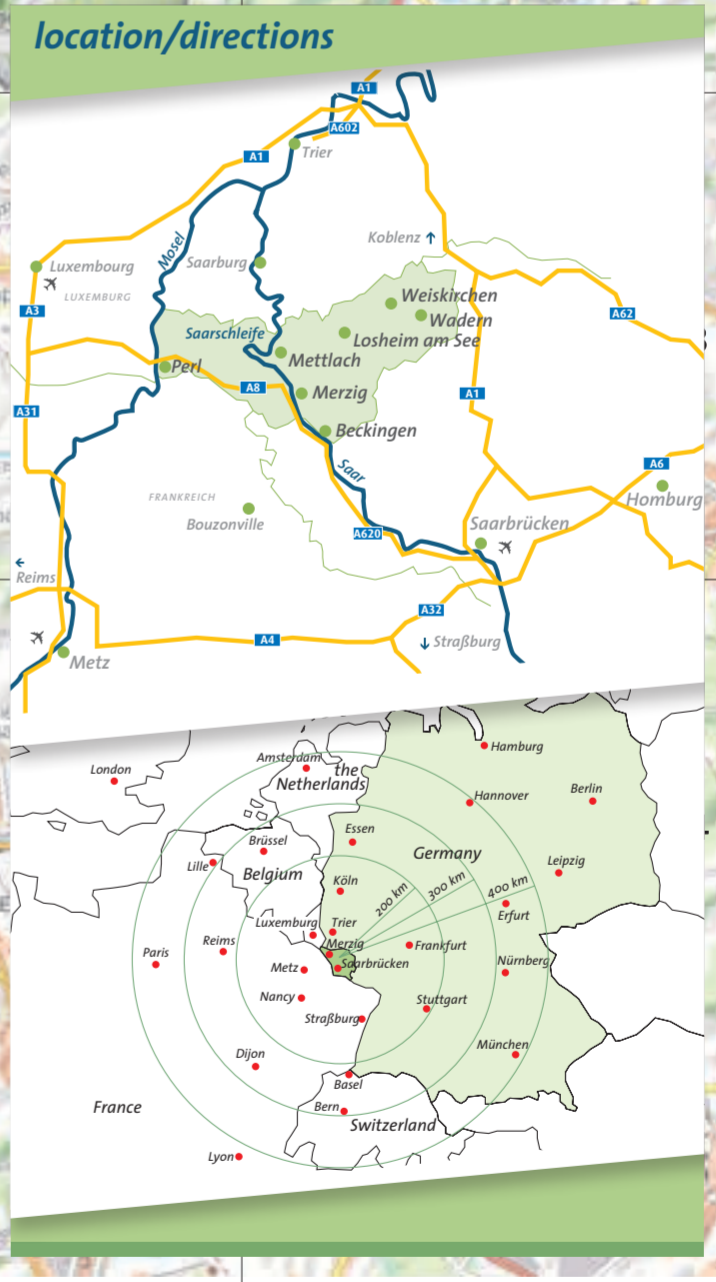 location/directions
A1
A602
A1
Trier
Mosel
Koblenz ↑
Luxembourg
Saarburg
LUXEMBURG
Weiskirchen
A3
Wadern
A62
Saarschleife
Losheim am See
Mettlach
Perl
A8
Merzig
A1
A31
Beckingen
A6
Saar
FRANKREICH
Homburg
Bouzonville
Saarbrücken
A620
←
Reims
A32
A4
↓ Straßburg
Metz
Hamburg
Amsterdam
London
the
Netherlands
Berlin
Hannover
Essen
Brüssel
Germany
Lille
Belgium
Leipzig
Köln
200 km
300 km
400 km
Erfurt
Luxemburg
Trier
Merzig
Reims
Frankfurt
Paris
Saarbrücken
Nürnberg
Metz
Nancy
Stuttgart
Straßburg
München
Dijon
Basel
France
Bern
Switzerland
Lyon